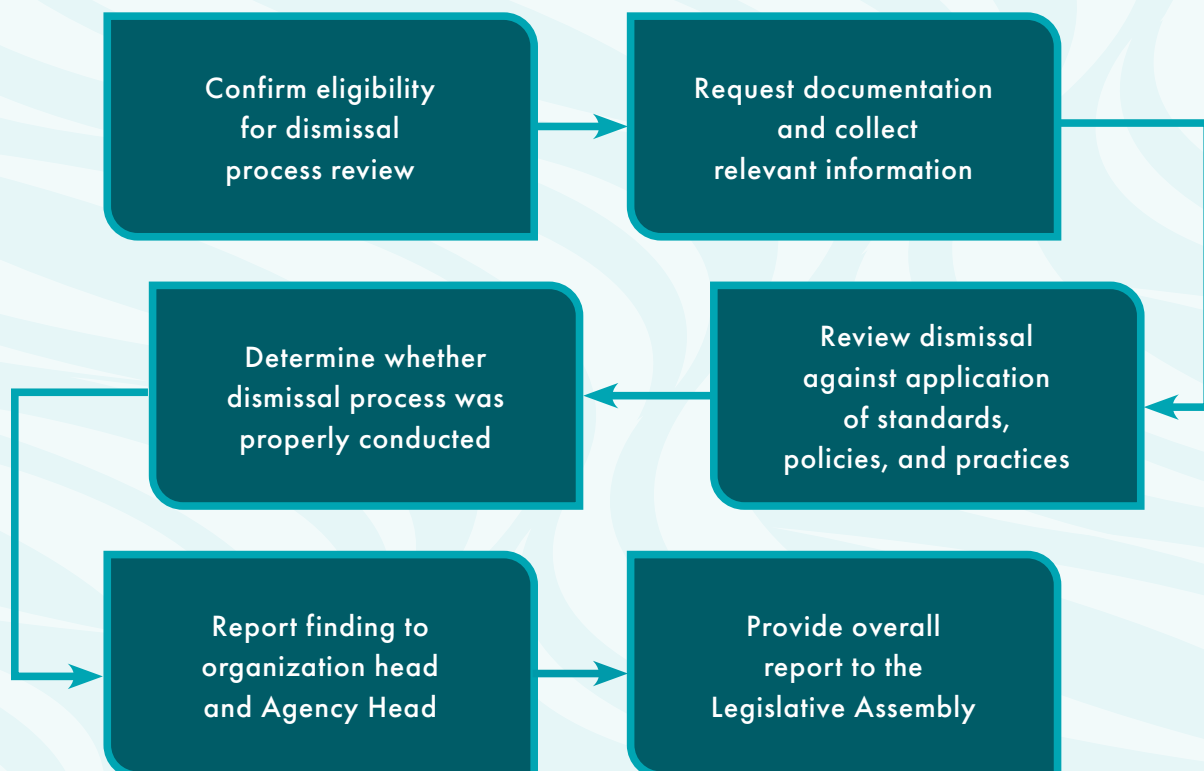 Confirm eligibility
for dismissal
process review
Request documentation
and collect
relevant information
Review dismissal
against application
of standards,
policies, and practices
Determine whether
dismissal process was
properly conducted
Report finding to
organization head
and Agency Head
Provide overall
report to the
Legislative Assembly